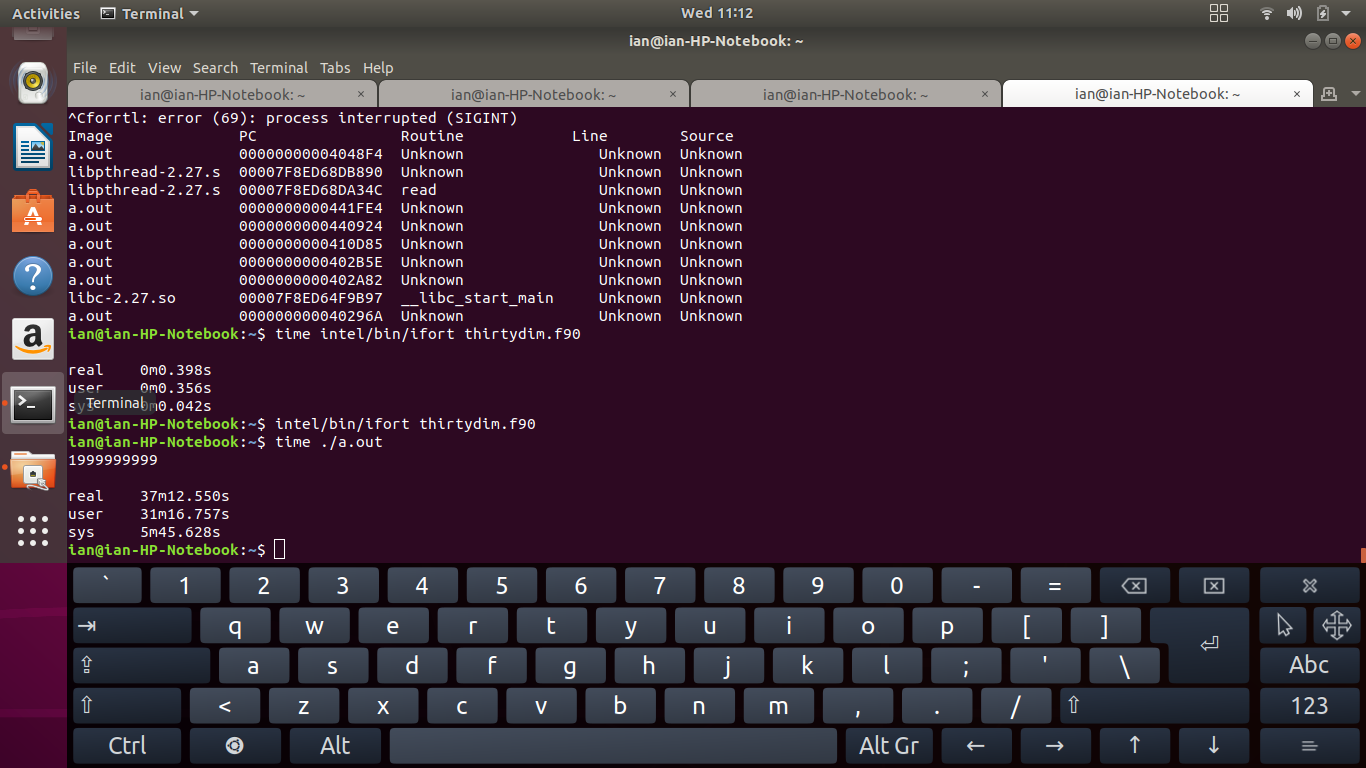 Activities Terminal Wed 11:12
ian@ian-HP-Notebook: ~
File Edit View Search Terminal Tabs Help
ian@ian-HP-Notebook: ~ × ian@ian-HP-Notebook: ~ × ian@ian-HP-Notebook: ~ × ian@ian-HP-Notebook: ~ ×
^Cforrtl: error (69): process interrupted (SIGINT)
Image PC Routine Line Source
a.out 00000000004048F4 Unknown Unknown Unknown
libpthread-2.27.s 00007F8ED68DB890 Unknown Unknown Unknown
libpthread-2.27.s 00007F8ED68DA34C read Unknown Unknown
a.out 0000000000441FE4 Unknown Unknown Unknown
a.out 0000000000440924 Unknown Unknown Unknown
a.out 0000000000410D85 Unknown Unknown Unknown
a.out 0000000000402B5E Unknown Unknown Unknown
a.out 0000000000402A82 Unknown Unknown Unknown
libc-2.27.so 00007F8ED64F9B97 __libc_start_main Unknown Unknown
a.out 000000000040296A Unknown Unknown Unknown
ian@ian-HP-Notebook:~$ time intel/bin/ifort thirtydim.f90
real 0m0.398s
user 0m0.356s
sys 0m0.042s
Terminal
ian@ian-HP-Notebook:~$ intel/bin/ifort thirtydim.f90
ian@ian-HP-Notebook:~$ time ./a.out
1999999999
real 37m12.550s
user 31m16.757s
sys 5m45.628s
ian@ian-HP-Notebook:~$
` 1 2 3 4 5 6 7 8 9 0 - =
q w e r t y u i o p [ ]
a s d f g h j k l ; ' \ Abc
< z x c v b n m , . / 123
Ctrl Alt Alt Gr ← → ↑ ↓